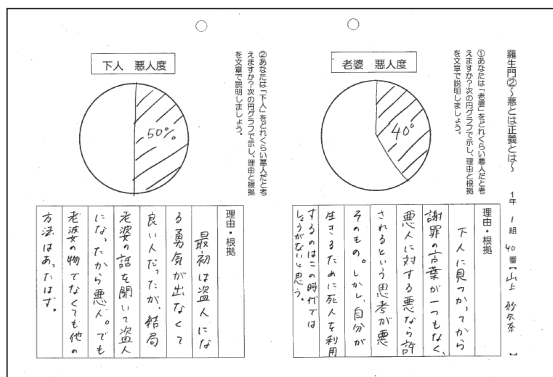 羅生門②～悪とは正義とは～
1年 1組 40番【山上 紗奈】
①あなたは「老婆」をどれくらい悪人だと考
えますか?次の円グラフで示し、理由と根拠
を文章で説明しましょう。
老婆 悪人度
40°
理由・根拠
下人に見つかってから
謝罪の言葉が一つもなく、
悪人に対する悪なら許
されるという思考が悪
そのもの。しかし、自分が
生きるために死人を利用
するのはこの時代では
しょうがないと思う。
②あなたは「下人」をどれくらい悪人だと考
えますか?次の円グラフで示し、理由と根拠
を文章で説明しましょう。
下人 悪人度
50%
理由・根拠
最初は盗人にな
る勇気が出なくて
良い人だったが、結局
老婆の話を聞いて盗人
になったから悪人。でも
老婆の物でなくても他の
方法はあったはず。